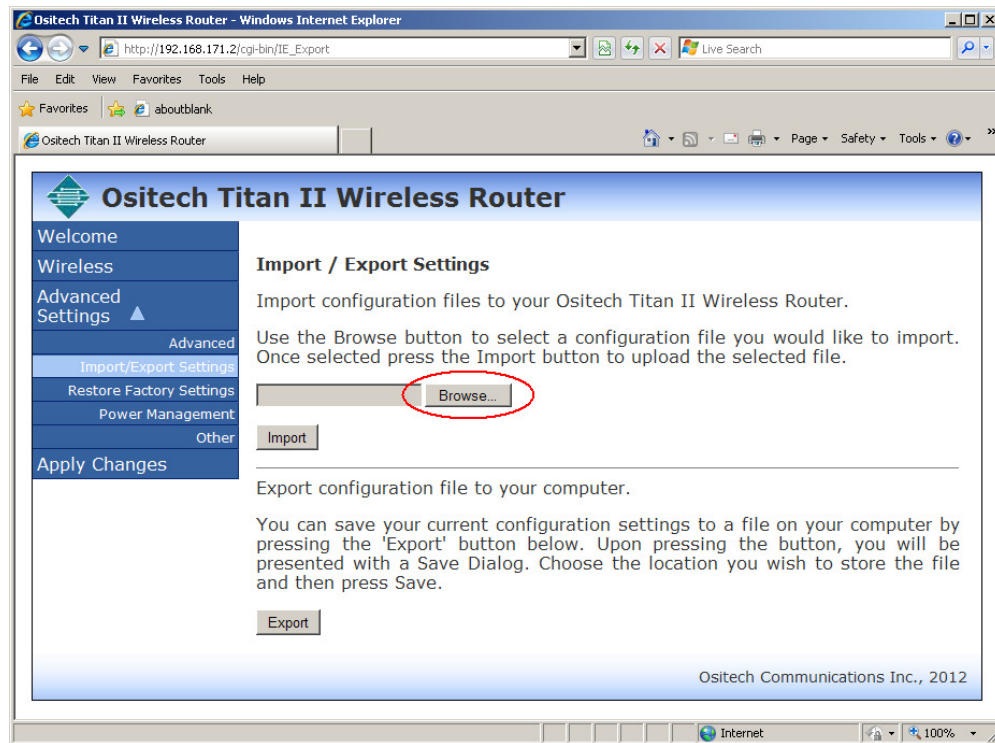 Ositech Titan II Wireless Router - Windows Internet Explorer
http://192.168.171.2/cgi-bin/IE_Export
Live Search
File Edit View Favorites Tools Help
Favorites aboutblank
Ositech Titan II Wireless Router
Page Safety Tools »
Ositech Titan II Wireless Router
Welcome
Wireless
Advanced
Settings
Advanced
Import/Export Settings
Restore Factory Settings
Power Management
Other
Apply Changes
Import / Export Settings
Import configuration files to your Ositech Titan II Wireless Router.
Use the Browse button to select a configuration file you would like to import.
Once selected press the Import button to upload the selected file.
Browse...
Import
Export configuration file to your computer.
You can save your current configuration settings to a file on your computer by
pressing the 'Export' button below. Upon pressing the button, you will be
presented with a Save Dialog. Choose the location you wish to store the file
and then press Save.
Export
Ositech Communications Inc., 2012
Internet 100%